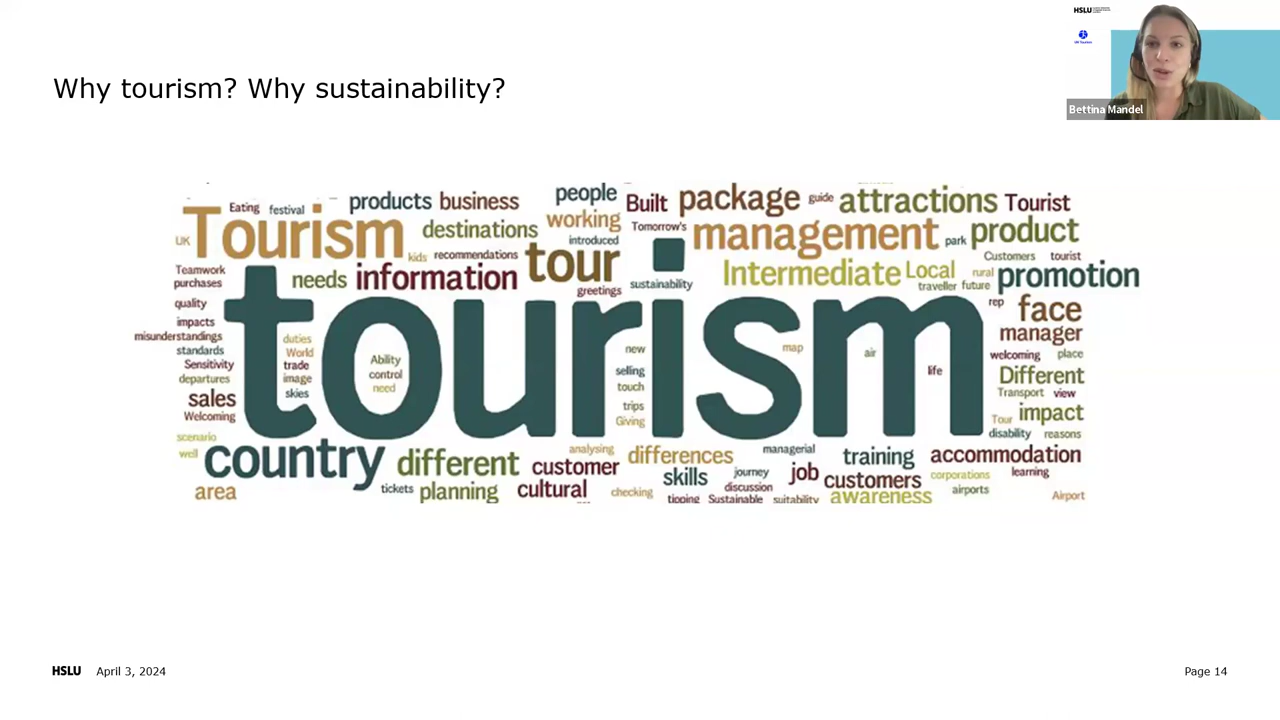 HSLU
Bettina Mandel
Why tourism? Why sustainability?
Eating festival products business people Built package guide attractions Tourist
UK Tourism destinations working Tomorrow's management park product
kids recommendations introduced tour Customers tourist
Teamwork needs information sustainability Intermediate Local rural promotion
purchases greetings traveller future
quality rep face
impacts manager
misunderstandings duties tourism new map air welcoming place
standards World Ability life
Sensitivity trade control selling Different
departures image need touch Transport view
sales skies trips Tour impact
Welcoming Giving disability reasons
scenario country different analysing differences managerial training accommodation
well customer skills journey job customers corporations learning
area tickets planning cultural checking discussion awareness airports Airport
tipping Sustainable suitability
HSLU April 3, 2024 Page 14